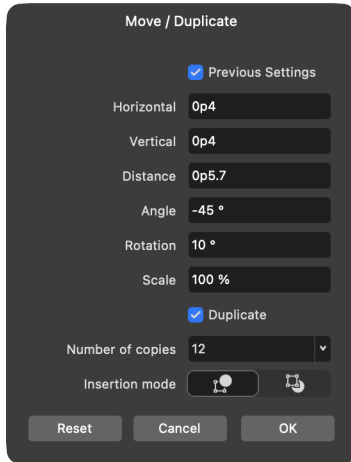 Move / Duplicate
Previous Settings
Horizontal 0p4
Vertical 0p4
Distance 0p5.7
Angle -45 °
Rotation 10 °
Scale 100 %
Duplicate
Number of copies 12
Insertion mode
Reset Cancel OK